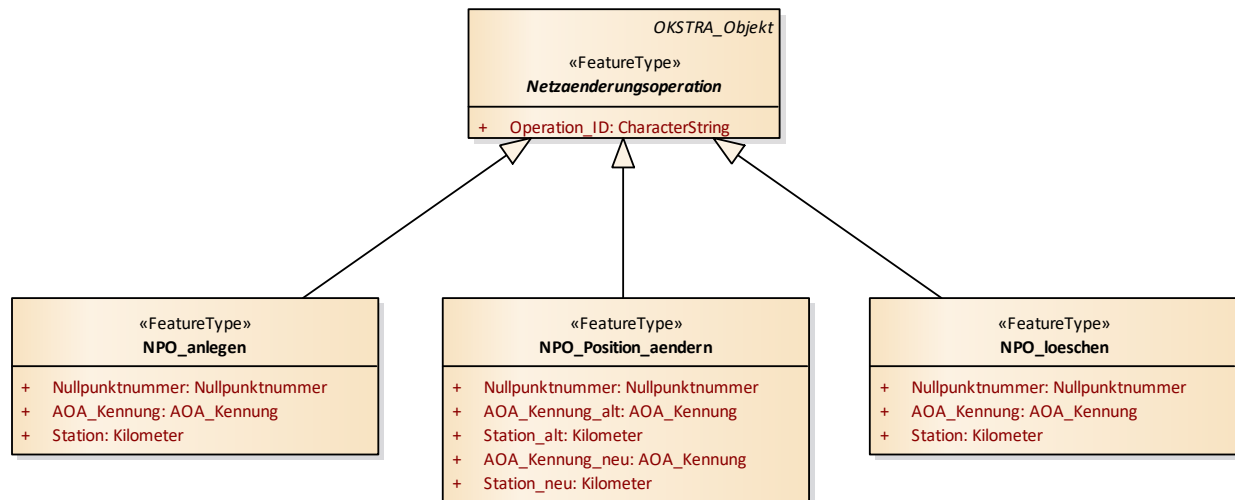 OKSTRA_Objekt
«FeatureType»
Netzaenderungsoperation
+ Operation_ID: CharacterString
«FeatureType»
NPO_anlegen
+ Nullpunktnummer: Nullpunktnummer
+ AOA_Kennung: AOA_Kennung
+ Station: Kilometer
«FeatureType»
NPO_Position_aendern
+ Nullpunktnummer: Nullpunktnummer
+ AOA_Kennung_alt: AOA_Kennung
+ Station_alt: Kilometer
+ AOA_Kennung_neu: AOA_Kennung
+ Station_neu: Kilometer
«FeatureType»
NPO_loeschen
+ Nullpunktnummer: Nullpunktnummer
+ AOA_Kennung: AOA_Kennung
+ Station: Kilometer